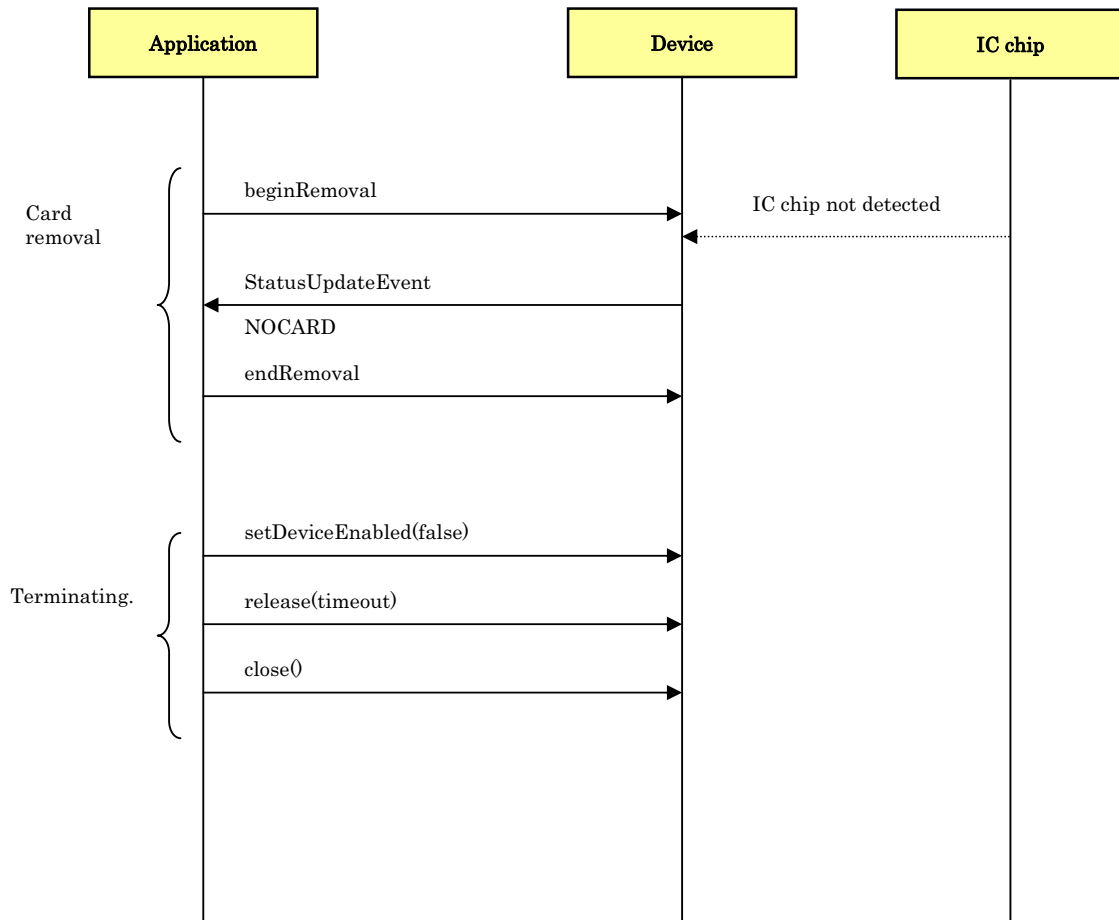 Application
Device
IC chip
beginRemoval
IC chip not detected
Card
removal
StatusUpdateEvent
NOCARD
endRemoval
setDeviceEnabled(false)
Terminating.
release(timeout)
close()